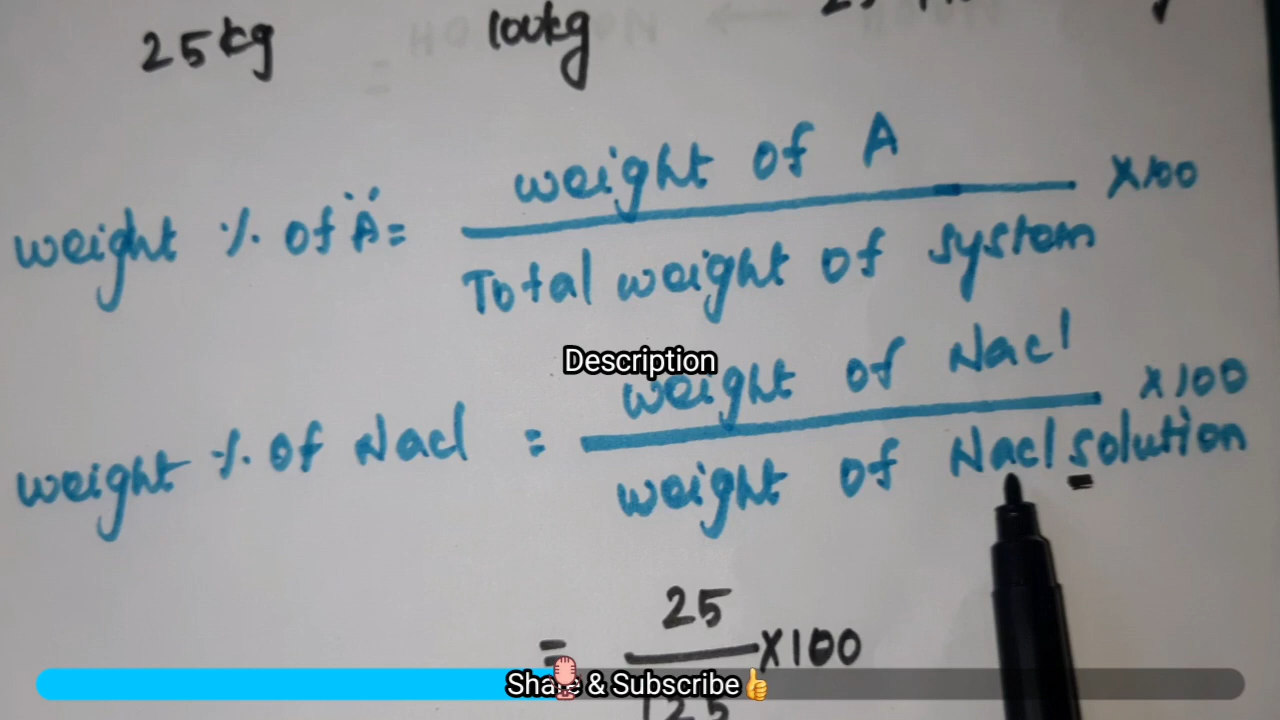 25kg 100kg
weight of A
weight % of Ä = ×100
Total weight of system
Description
weight of Nacl
weight % of Nacl = ×100
weight of Nacl solution
25
= ×100
Share & Subscribe👍
125